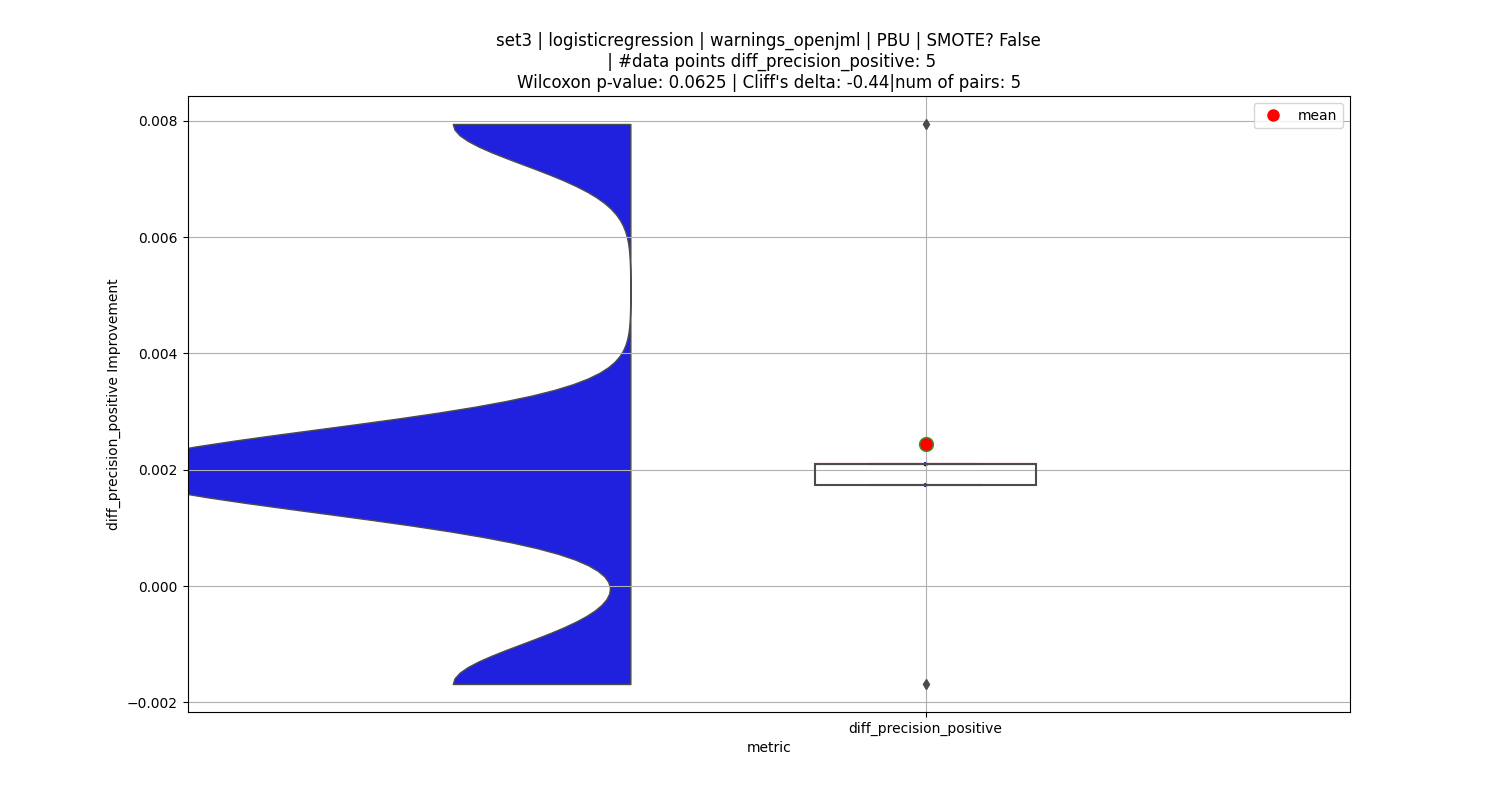 set3 | logisticregression | warnings_openjml | PBU | SMOTE? False
| #data points diff_precision_positive: 5
Wilcoxon p-value: 0.0625 | Cliff's delta: -0.44|num of pairs: 5
mean
0.008
0.006
0.004
0.002
0.000
−0.002
diff_precision_positive Improvement
diff_precision_positive
metric